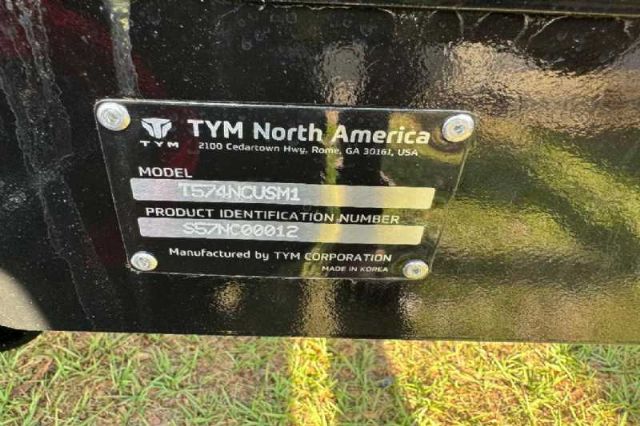 TYM
TYM North America
2100 Cedartown Hwy, Rome, GA 30161, USA
MODEL
T574NCUSM1
PRODUCT IDENTIFICATION NUMBER
S57NC00012
Manufactured by TYM CORPORATION
MADE IN KOREA